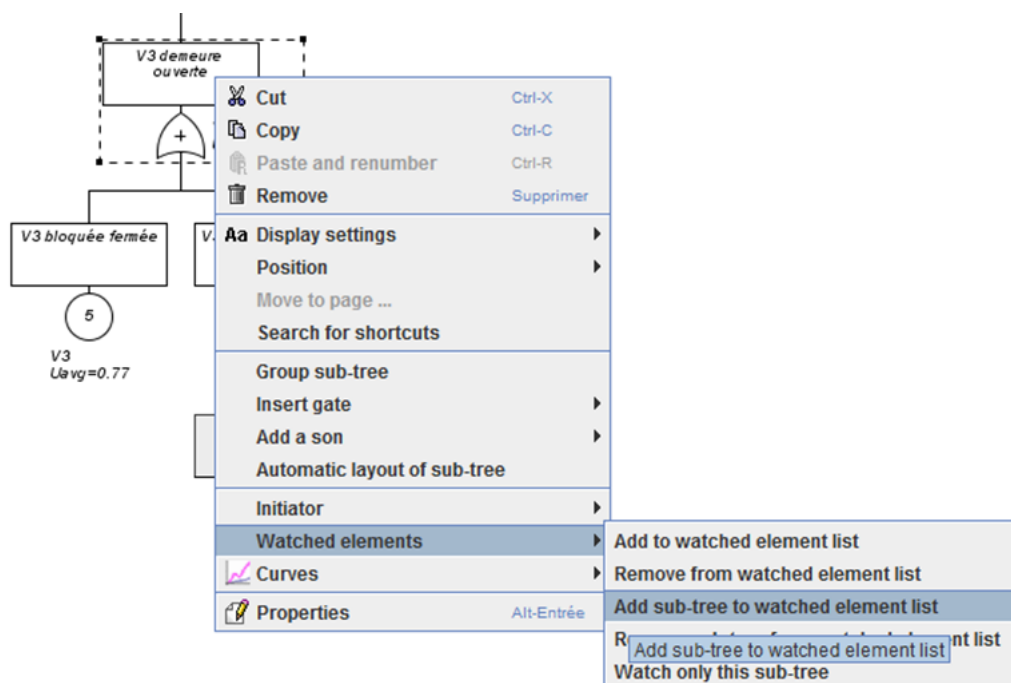 V3 demeure
ouverte
+
Cut Ctrl-X
Copy Ctrl-C
Paste and renumber Ctrl-R
Remove Supprimer
V3 bloquée fermée
V
Aa Display settings
Position
Move to page ...
Search for shortcuts
5
V3
Uavg=0.77
Group sub-tree
Insert gate
Add a son
Automatic layout of sub-tree
Initiator
Watched elements
Curves
Properties Alt-Entrée
Add to watched element list
Remove from watched element list
Add sub-tree to watched element list
Add sub-tree to watched element list
nt list
Watch only this sub-tree